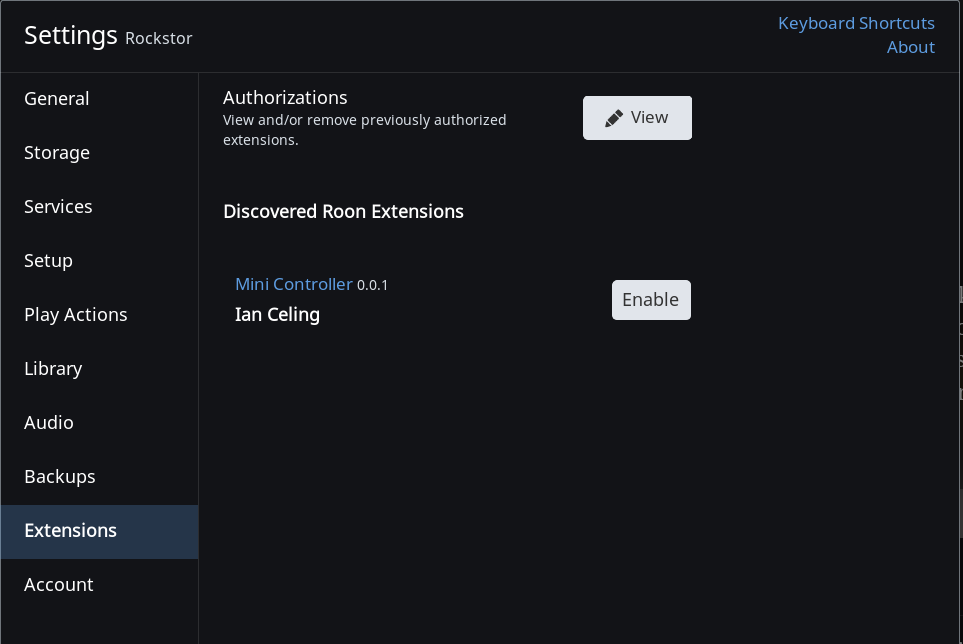 Settings Rockstor
Keyboard Shortcuts
About
General
Storage
Services
Setup
Play Actions
Library
Audio
Backups
Extensions
Account
Authorizations
View and/or remove previously authorized
extensions.
View
Discovered Roon Extensions
Mini Controller 0.0.1
Ian Celing
Enable